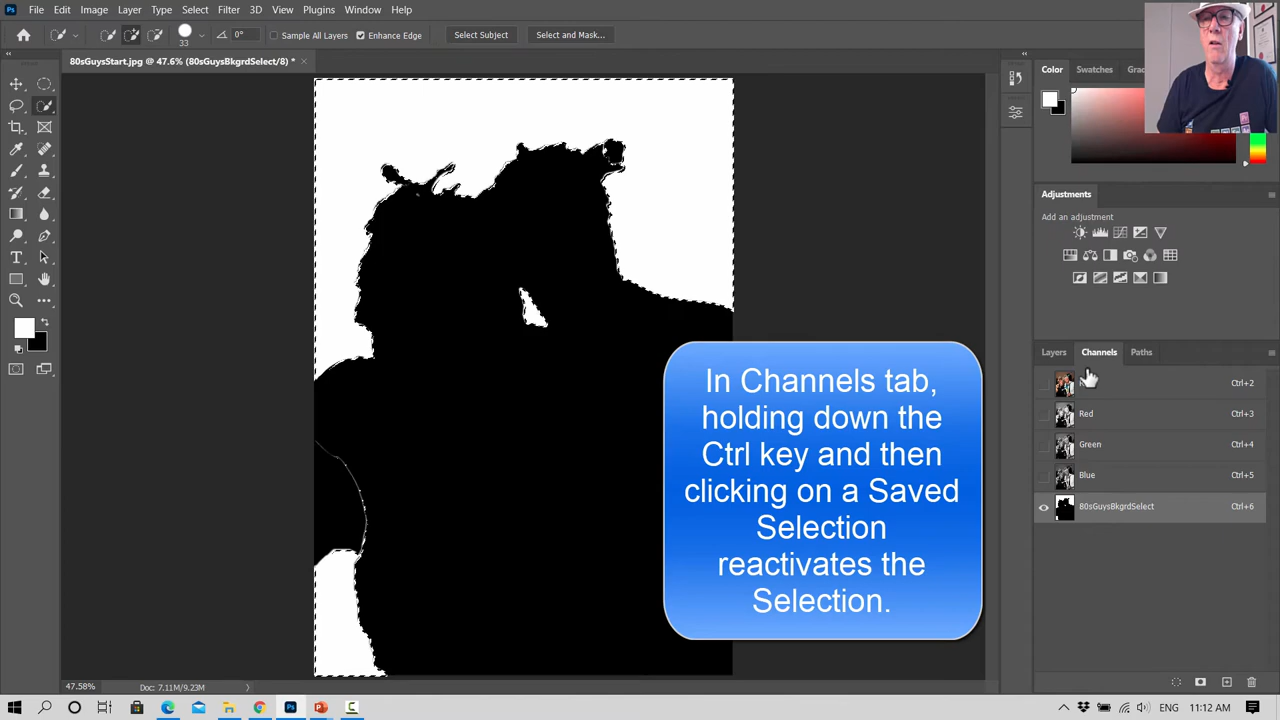 File Edit Image Layer Type Select Filter 3D View Plugins Window Help
33 0° Sample All Layers Enhance Edge Select Subject Select and Mask...
80sGuysStart.jpg @ 47.6% (80sGuysBkgrdSelect/8) * ×
Color Swatches
Adjustments
Add an adjustment
Layers Channels Paths
Ctrl+2
Red Ctrl+3
Green Ctrl+4
Blue Ctrl+5
80sGuysBkgrdSelect Ctrl+6
In Channels tab,
holding down the
Ctrl key and then
clicking on a Saved
Selection
reactivates the
Selection.
47.58% Doc: 7.11M/9.23M
ENG 11:12 AM